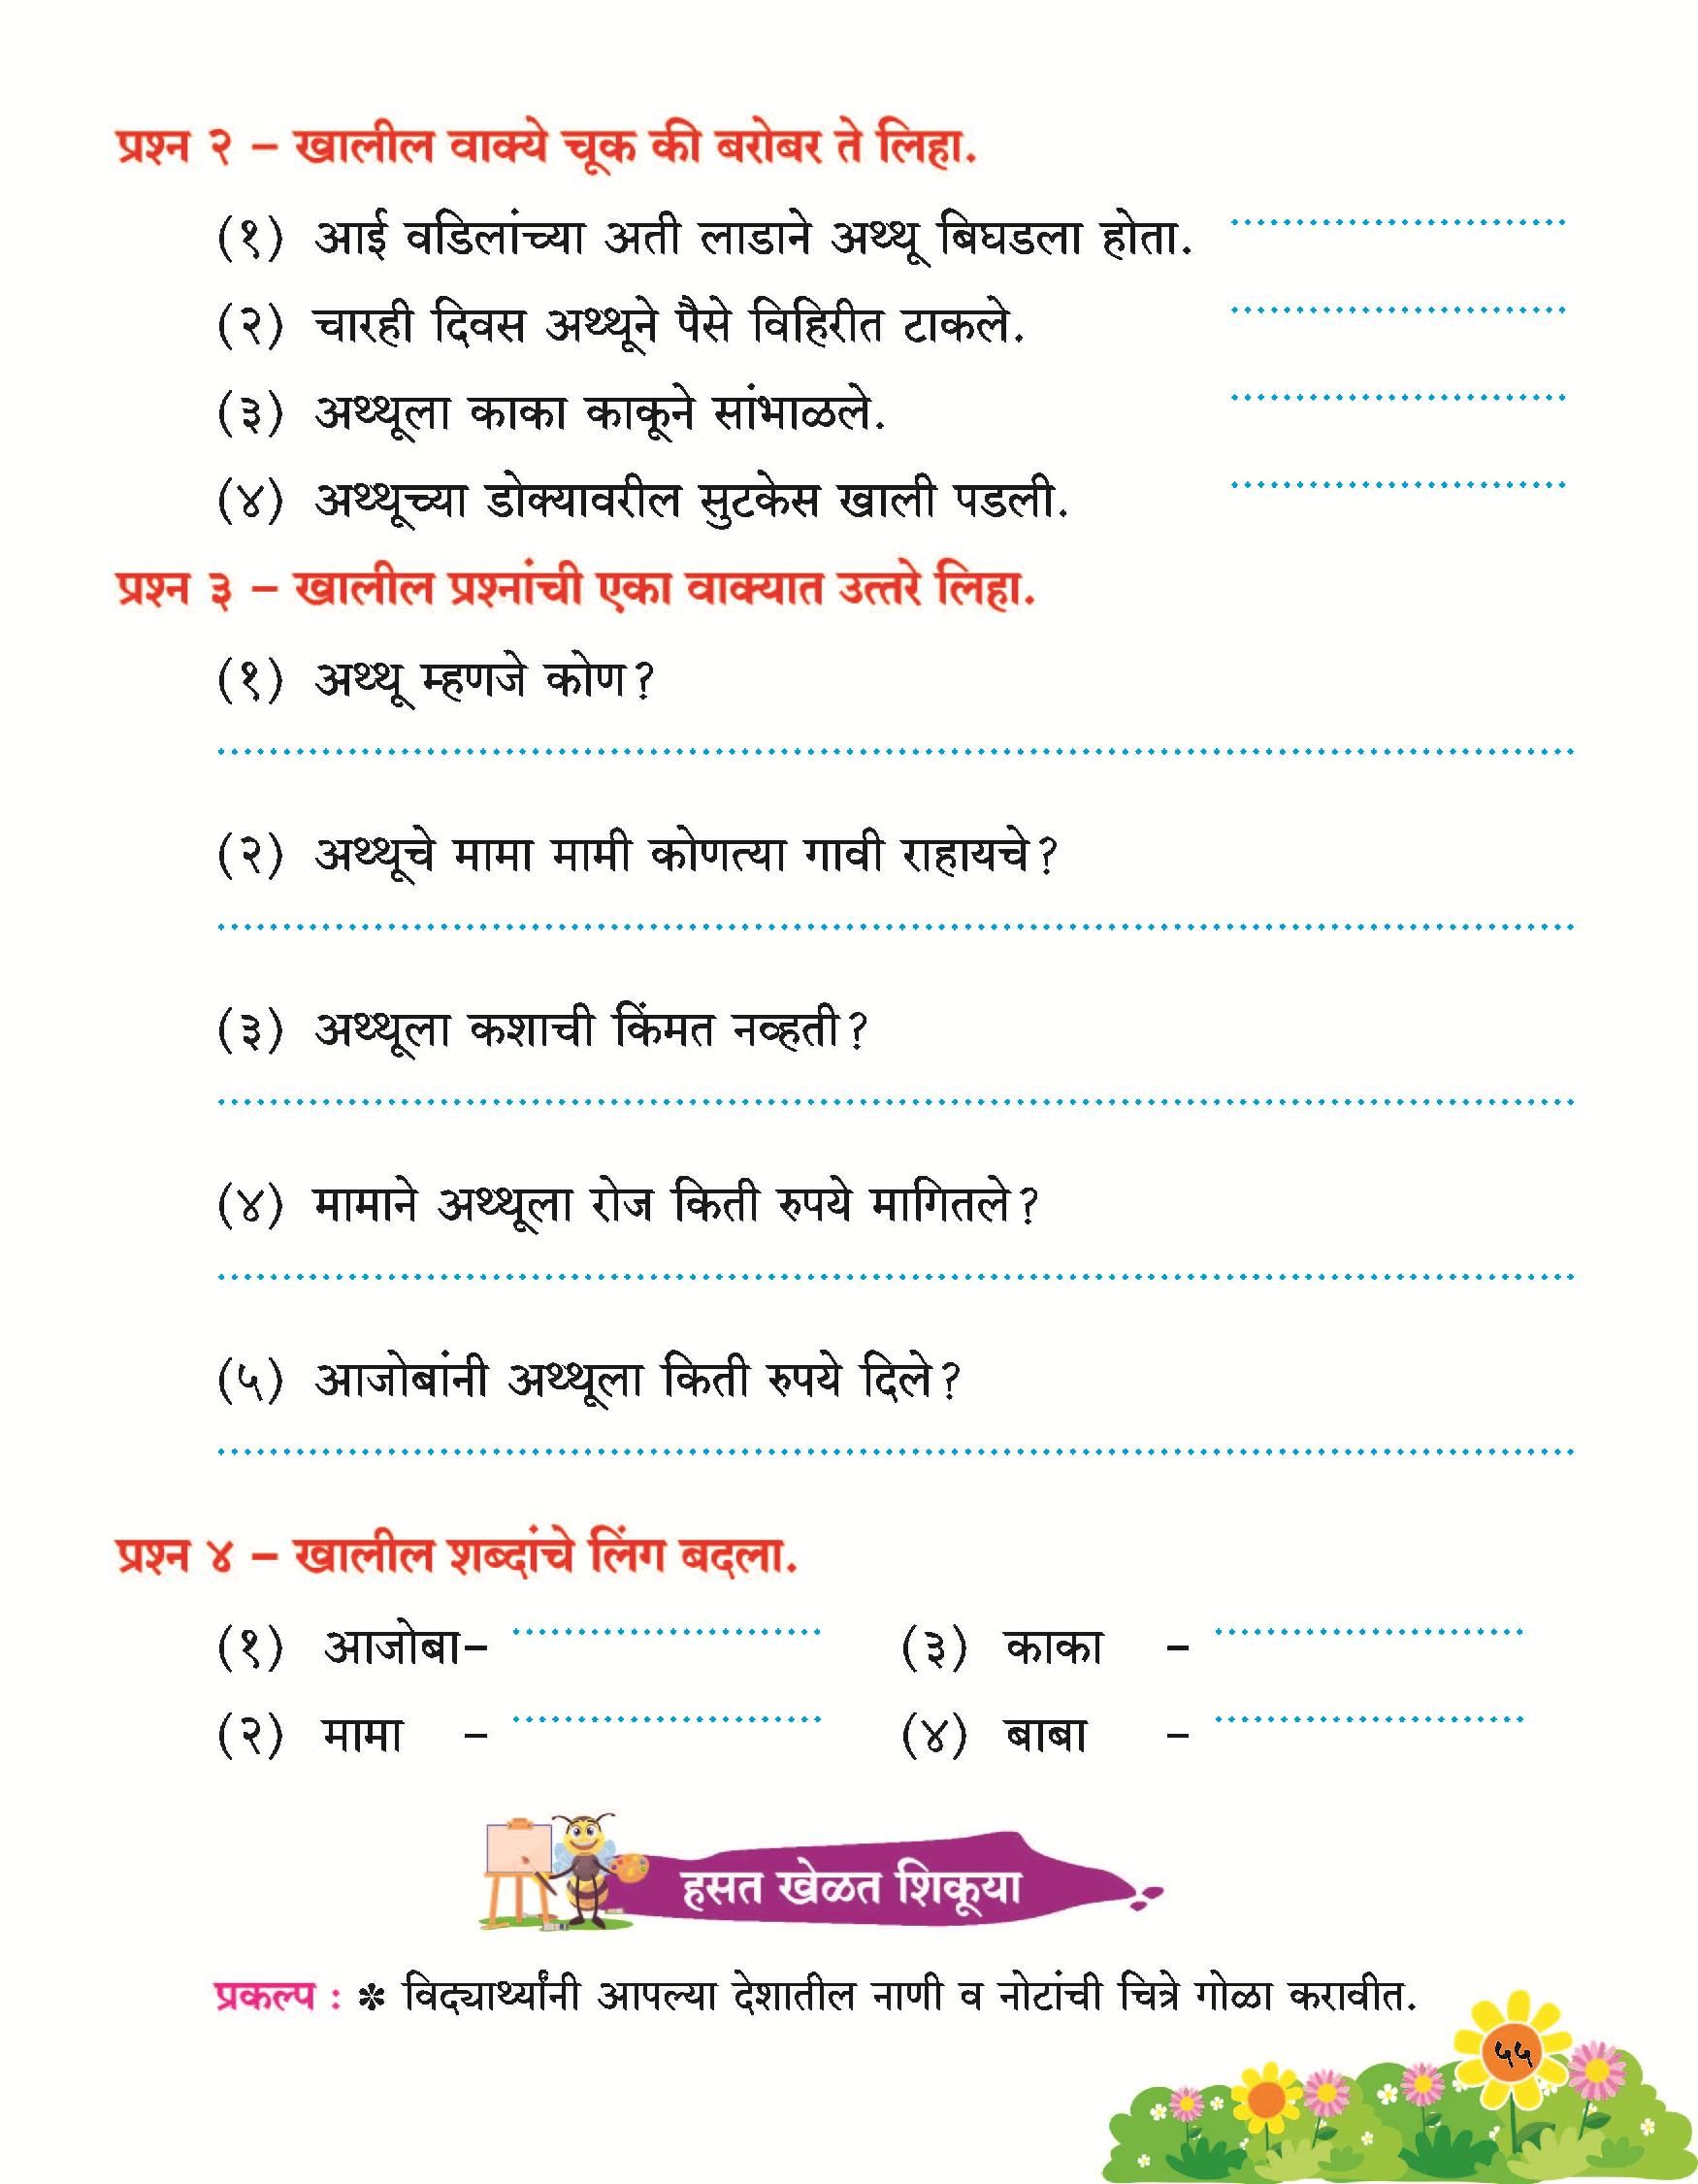 प्रश्न २ – खालील वाक्ये चूक की बरोबर ते लिहा.
(१) आई वडिलांच्या अती लाडाने अथ्थू बिघडला होता. ..........................
(२) चारही दिवस अथ्थूने पैसे विहिरीत टाकले. ..........................
(३) अथ्थूला काका काकूने सांभाळले. ..........................
(४) अथ्थूच्या डोक्यावरील सुटकेस खाली पडली. ..........................
प्रश्न ३ – खालील प्रश्नांची एका वाक्यात उत्तरे लिहा.
(१) अथ्थू म्हणजे कोण?
(२) अथ्थूचे मामा मामी कोणत्या गावी राहायचे?
(३) अथ्थूला कशाची किंमत नव्हती?
(४) मामाने अथ्थूला रोज किती रुपये मागितले?
(५) आजोबांनी अथ्थूला किती रुपये दिले?
प्रश्न ४ – खालील शब्दांचे लिंग बदला.
(१) आजोबा– ........................ (३) काका – ........................
(२) मामा – ........................ (४) बाबा – ........................
हसत खेळत शिकूया
प्रकल्प : ✽ विद्यार्थ्यांनी आपल्या देशातील नाणी व नोटांची चित्रे गोळा करावीत.
५५